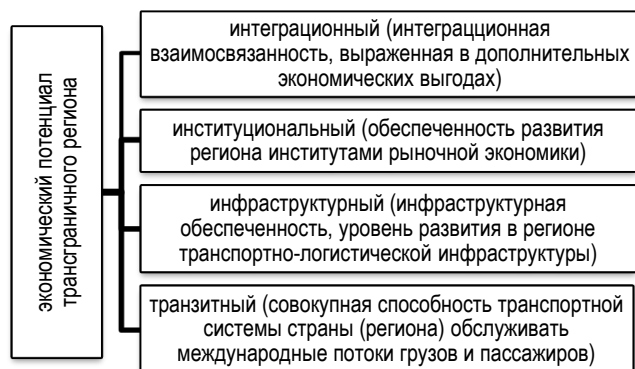 экономический потенциал
трансграничного региона
интеграционный (интеграцционная
взаимосвязанность, выраженная в дополнительных
экономических выгодах)
институциональный (обеспеченность развития
региона институтами рыночной экономики)
инфраструктурный (инфраструктурная
обеспеченность, уровень развития в регионе
транспортно-логистической инфраструктуры)
транзитный (совокупная способность транспортной
системы страны (региона) обслуживать
международные потоки грузов и пассажиров)